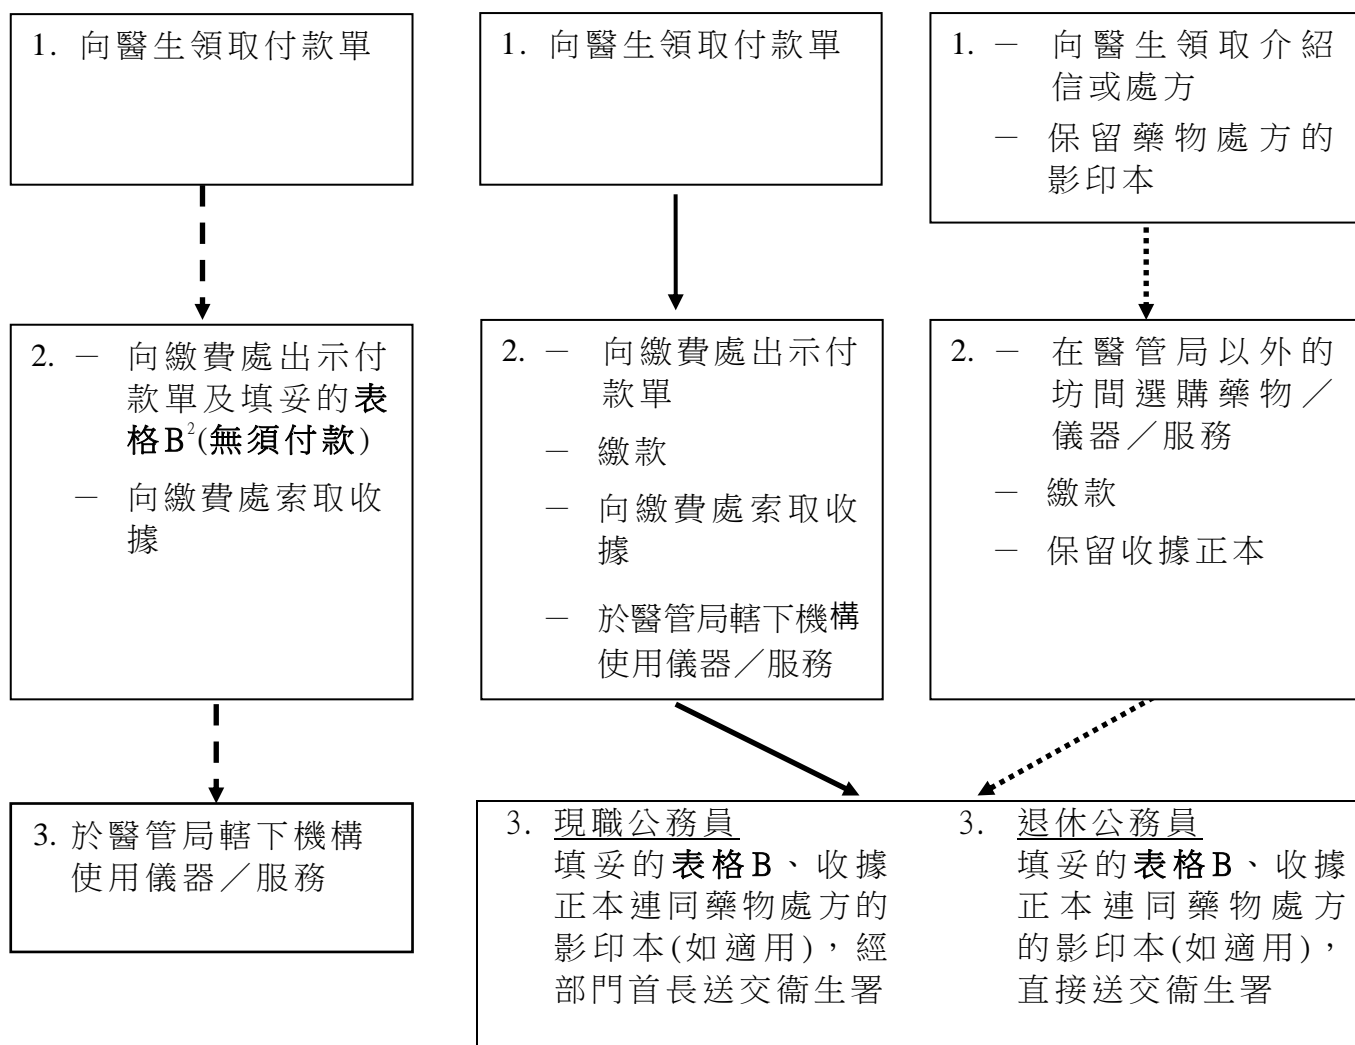 1. 向醫生領取付款單
1. 向醫生領取付款單
1. － 向醫生領取介紹
信或處方
－ 保留藥物處方的
影印本
2. － 向繳費處出示付
款單及填妥的表
格B²(無須付款)
－ 向繳費處索取收
據
2. － 向繳費處出示付
款單
－ 繳款
－ 向繳費處索取收
據
－ 於醫管局轄下機構
使用儀器／服務
2. － 在醫管局以外的
坊間選購藥物／
儀器／服務
－ 繳款
－ 保留收據正本
3. 於醫管局轄下機構
使用儀器／服務
3. 現職公務員
填妥的表格B、收據
正本連同藥物處方的
影印本(如適用)，經
部門首長送交衞生署
3. 退休公務員
填妥的表格B、收據
正本連同藥物處方
的影印本(如適用)，
直接送交衞生署